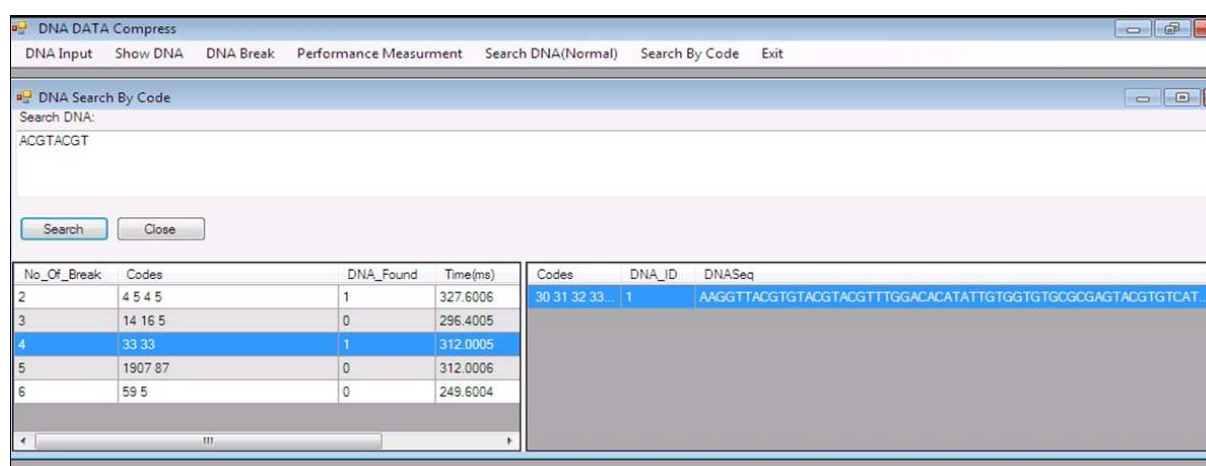 DNA DATA Compress
DNA Input Show DNA DNA Break Performance Measurment Search DNA(Normal) Search By Code Exit
DNA Search By Code
Search DNA:
ACGTACGT
Search Close
No_Of_Break Codes DNA_Found Time(ms)
2 4 5 4 5 1 327.6006
3 14 16 5 0 296.4005
4 33 33 1 312.0005
5 1907 87 0 312.0006
6 59 5 0 249.6004
Codes DNA_ID DNASeq
30 31 32 33... 1 AAGGTTACGTGTACGTACGTTTGGACACATATTGTGGTGTGCGCGAGTACGTGTCAT...